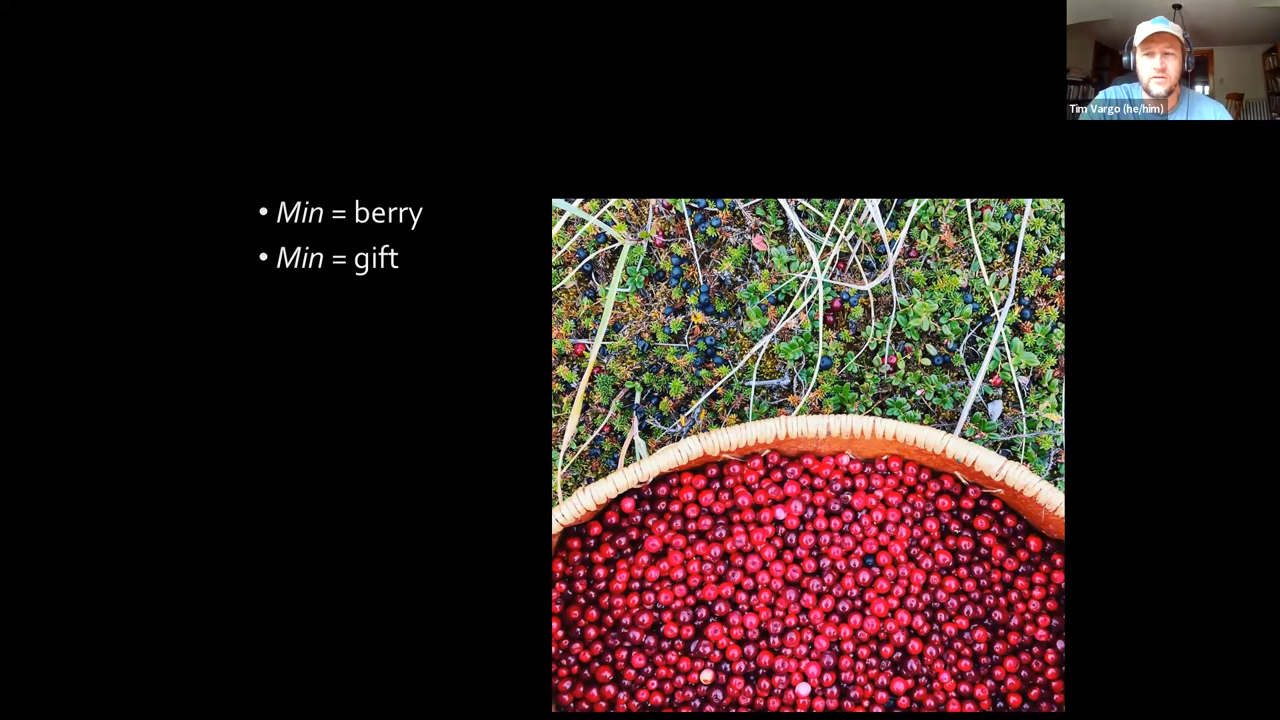 Tim Vargo (he/him)
• Min = berry
• Min = gift